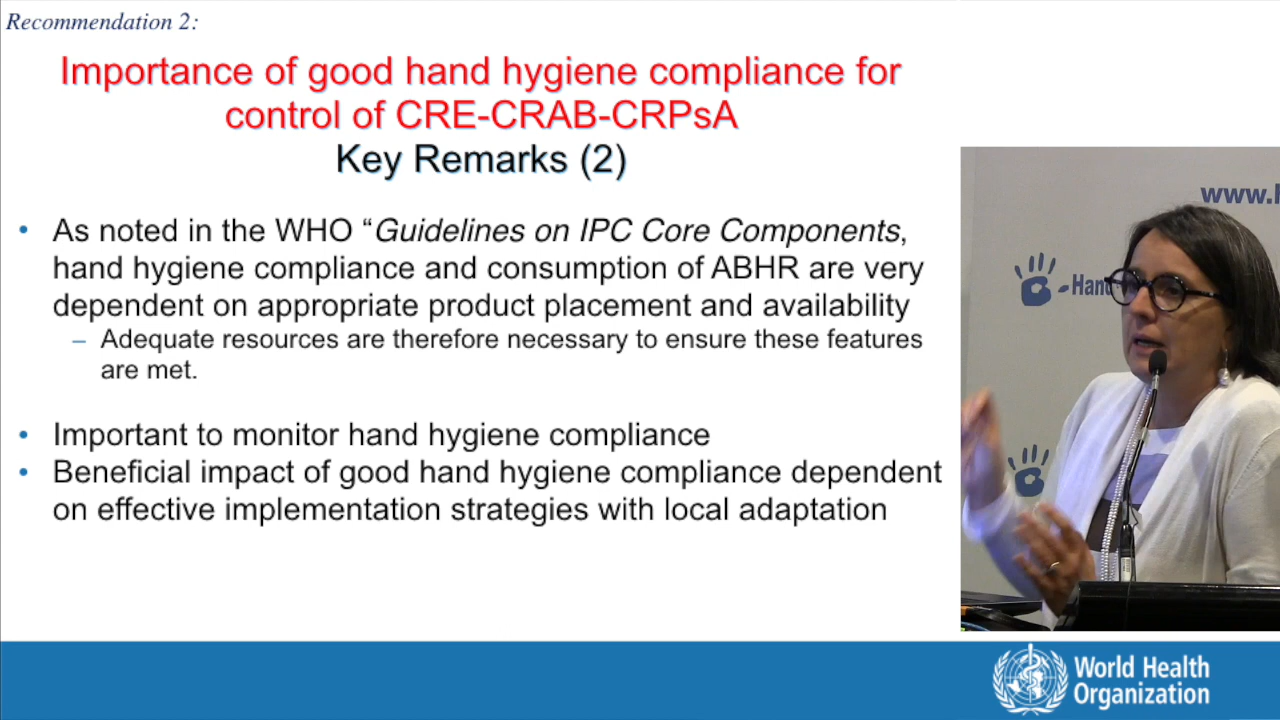 Recommendation 2:
Importance of good hand hygiene compliance for
control of CRE-CRAB-CRPsA
Key Remarks (2)
• As noted in the WHO “Guidelines on IPC Core Components,
hand hygiene compliance and consumption of ABHR are very
dependent on appropriate product placement and availability
– Adequate resources are therefore necessary to ensure these features
are met.
• Important to monitor hand hygiene compliance
• Beneficial impact of good hand hygiene compliance dependent
on effective implementation strategies with local adaptation
www.
-Hand
World Health
Organization